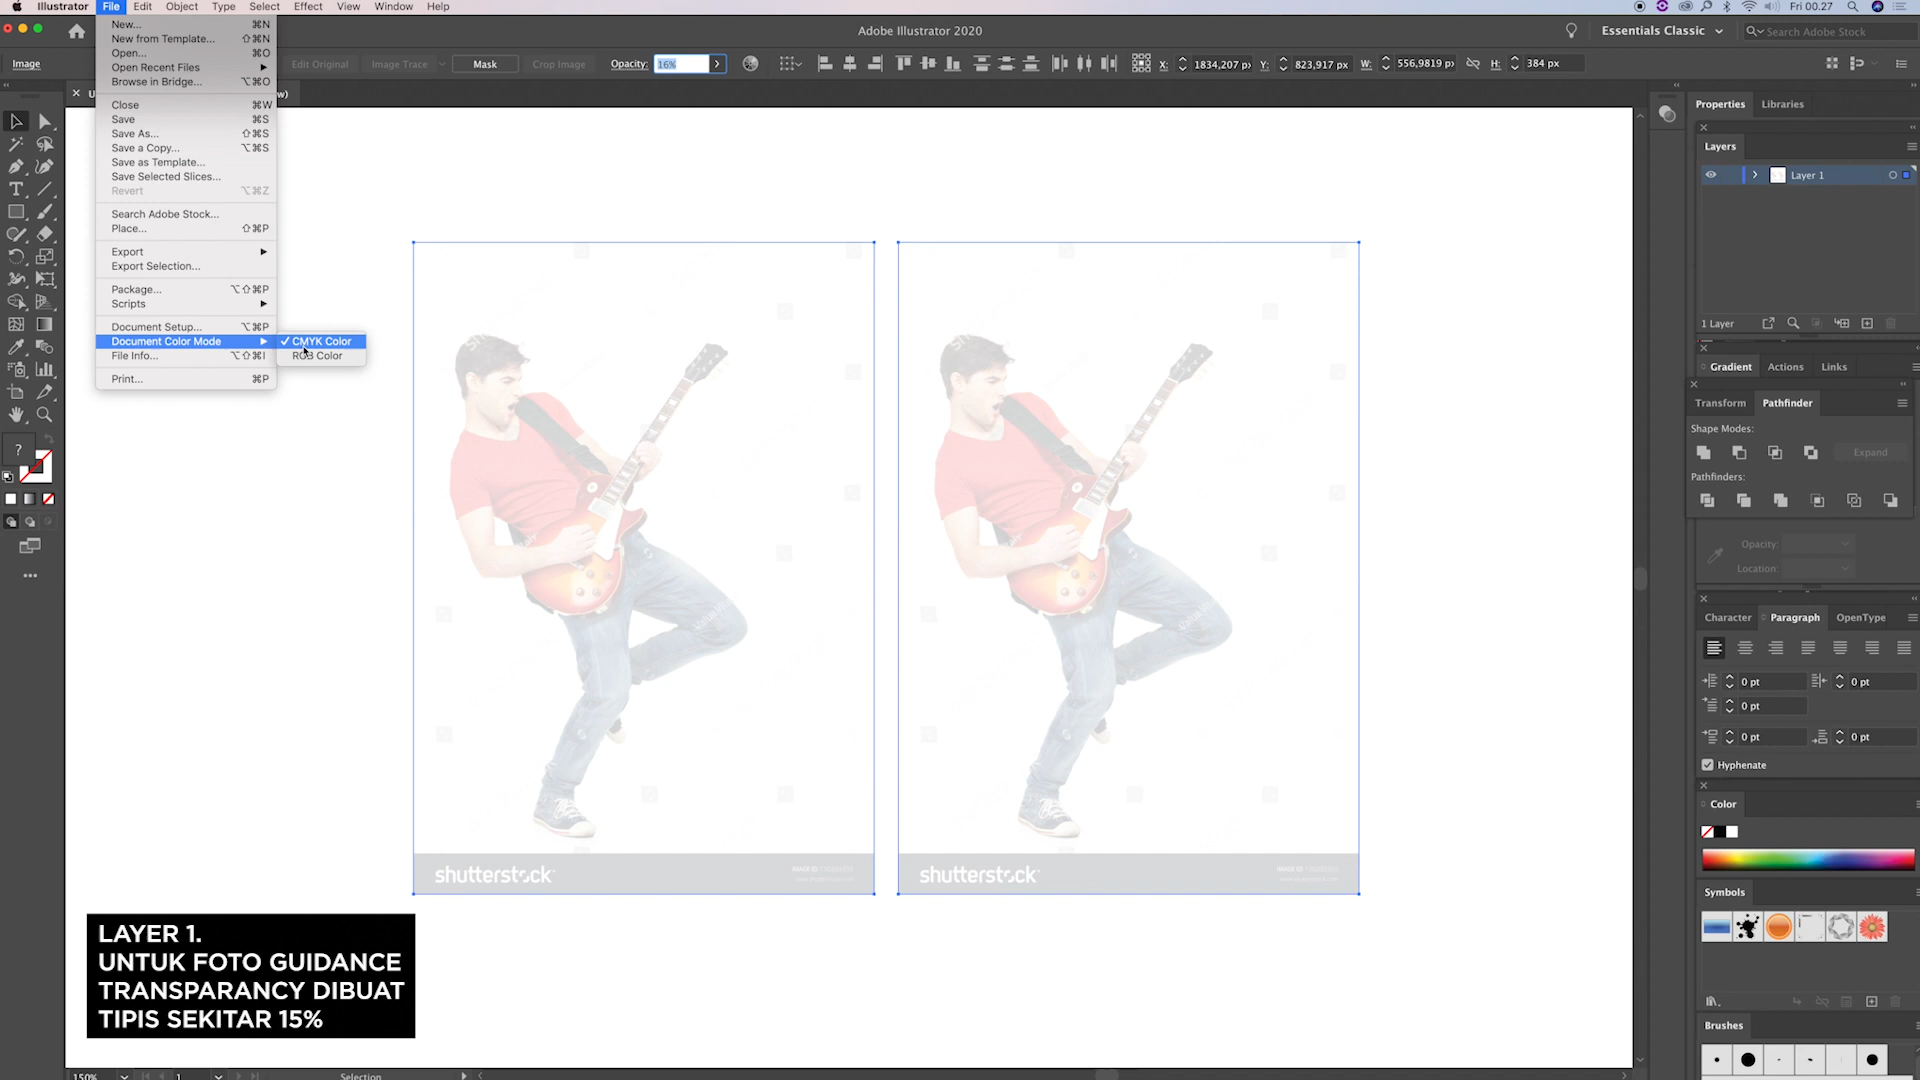 Illustrator File Edit Object Type Select Effect View Window Help
Fri 00.27
Adobe Illustrator 2020
Essentials Classic
Search Adobe Stock
Image
Edit Original
Image Trace
Mask
Crop Image
Opacity: 16%
X: 1834,207 p
Y: 823,917 px
W: 556,9819 p
H: 384 px
New... ⌘N
New from Template... ⇧⌘N
Open... ⌘O
Open Recent Files
Browse in Bridge... ⌥⌘O
Close ⌘W
Save ⌘S
Save As... ⇧⌘S
Save a Copy... ⌥⌘S
Save as Template...
Save Selected Slices...
Revert ⌥⌘Z
Search Adobe Stock...
Place... ⇧⌘P
Export
Export Selection...
Package... ⌥⇧⌘P
Scripts
Document Setup... ⌥⌘P
Document Color Mode
✓ CMYK Color
RGB Color
File Info... ⌥⇧⌘I
Print... ⌘P
Properties Libraries
Layers
Layer 1
1 Layer
Gradient Actions Links
Transform Pathfinder
Shape Modes:
Expand
Pathfinders:
Opacity:
Location:
Character Paragraph OpenType
0 pt 0 pt
0 pt
0 pt 0 pt
Hyphenate
Color
Symbols
Brushes
shutterstock
shutterstock
LAYER 1.
UNTUK FOTO GUIDANCE
TRANSPARANCY DIBUAT
TIPIS SEKITAR 15%
150% 1 Selection